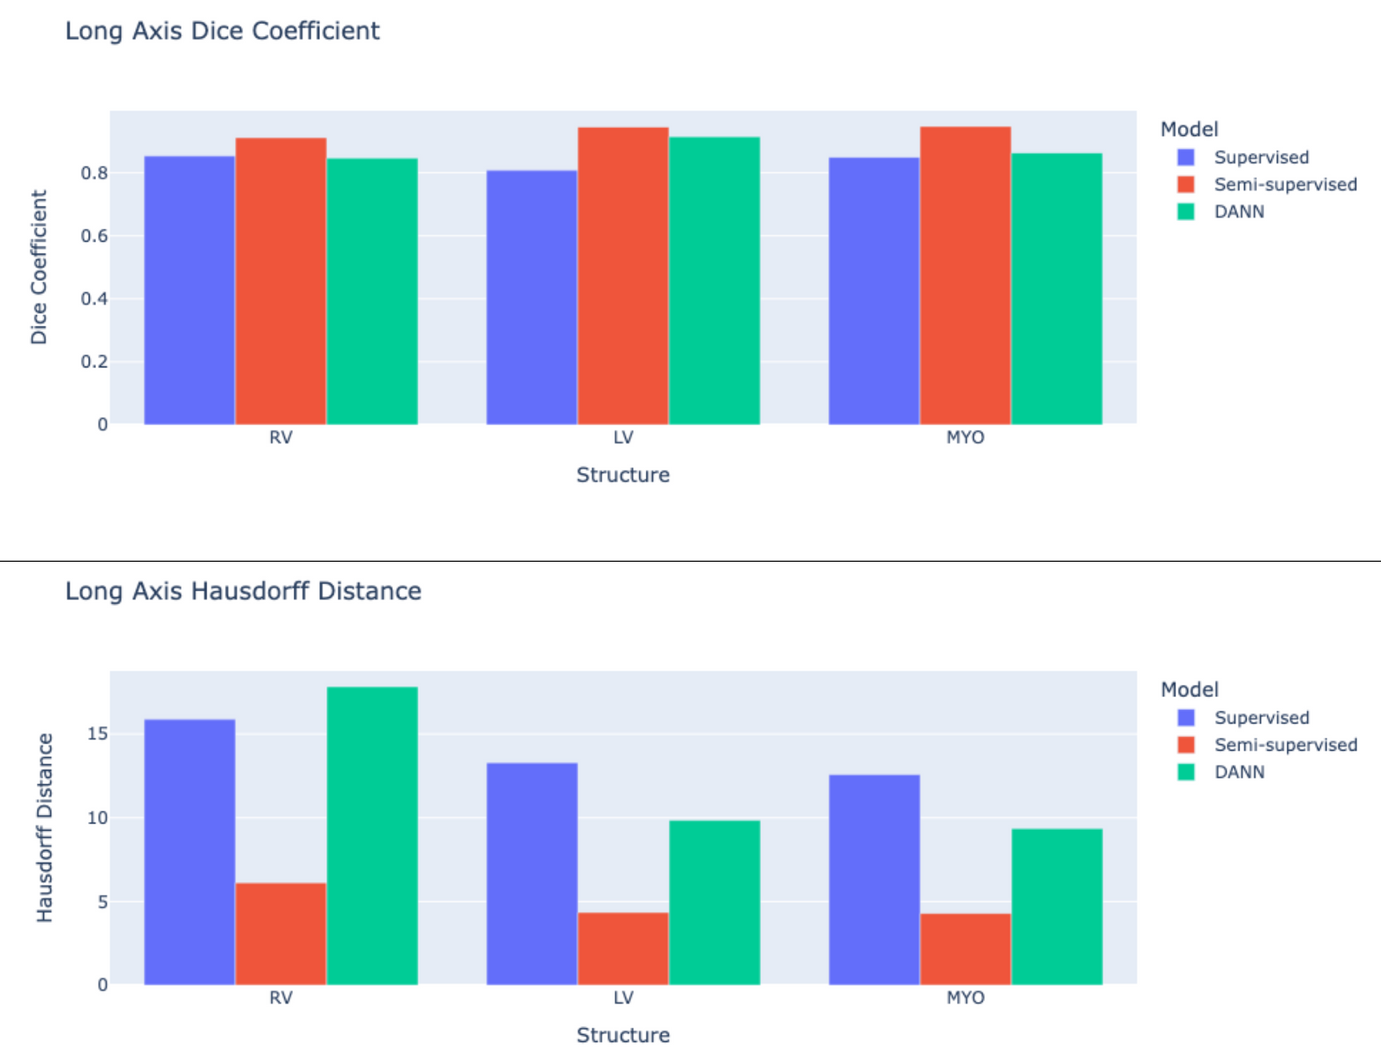 Long Axis Dice Coefficient
Dice Coefficient
0.8
0.6
0.4
0.2
0
RV LV MYO
Structure
Model
Supervised
Semi-supervised
DANN
Long Axis Hausdorff Distance
Hausdorff Distance
15
10
5
0
RV LV MYO
Structure
Model
Supervised
Semi-supervised
DANN